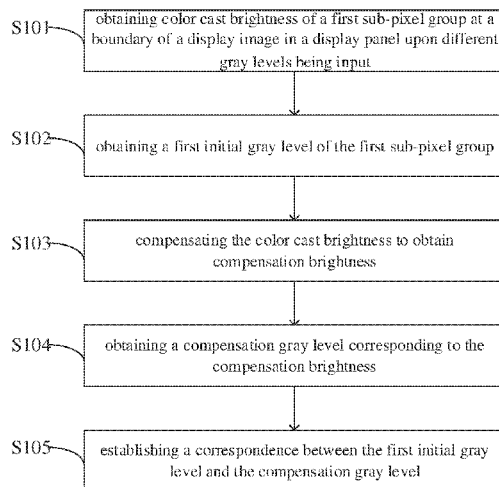 S101
obtaining color cast brightness of a first sub-pixel group at a
boundary of a display image in a display panel upon different
gray levels being input
S102
obtaining a first initial gray level of the first sub-pixel group
S103
compensating the color cast brightness to obtain
compensation brightness
S104
obtaining a compensation gray level corresponding to the
compensation brightness
S105
establishing a correspondence between the first initial gray
level and the compensation gray level